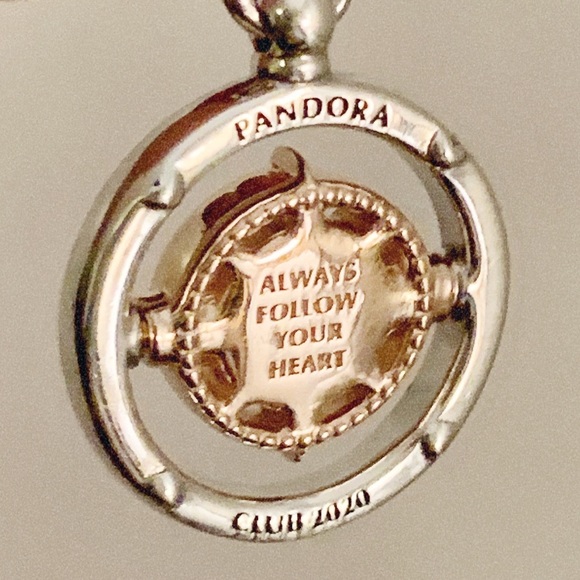 PANDORA
ALWAYS
FOLLOW
YOUR
HEART
CLUB 2020